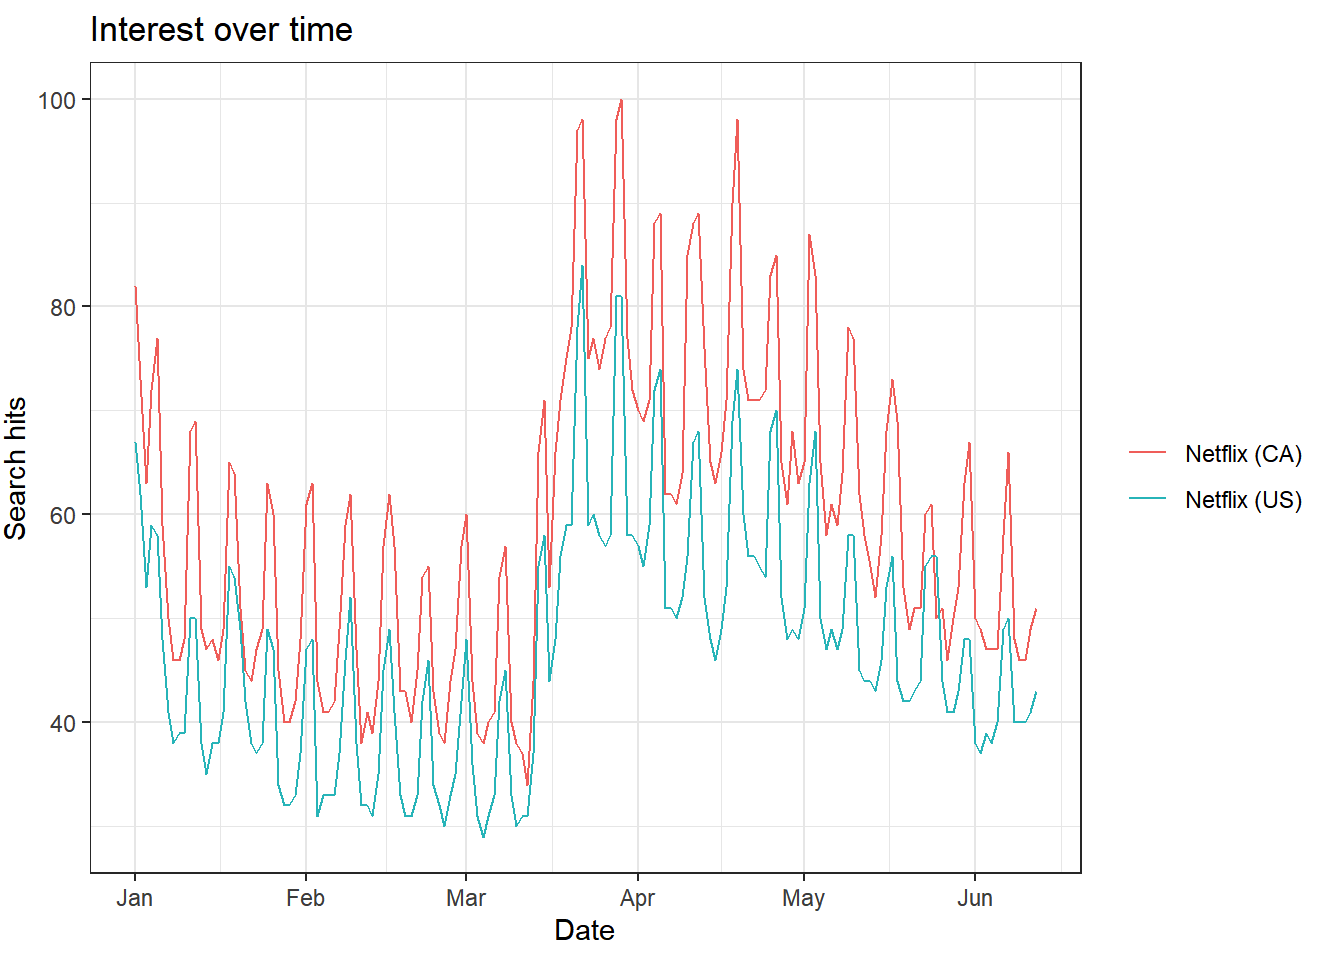 Interest over time
Search hits
100
80
60
40
Jan Feb Mar Apr May Jun
Date
Netflix (CA)
Netflix (US)